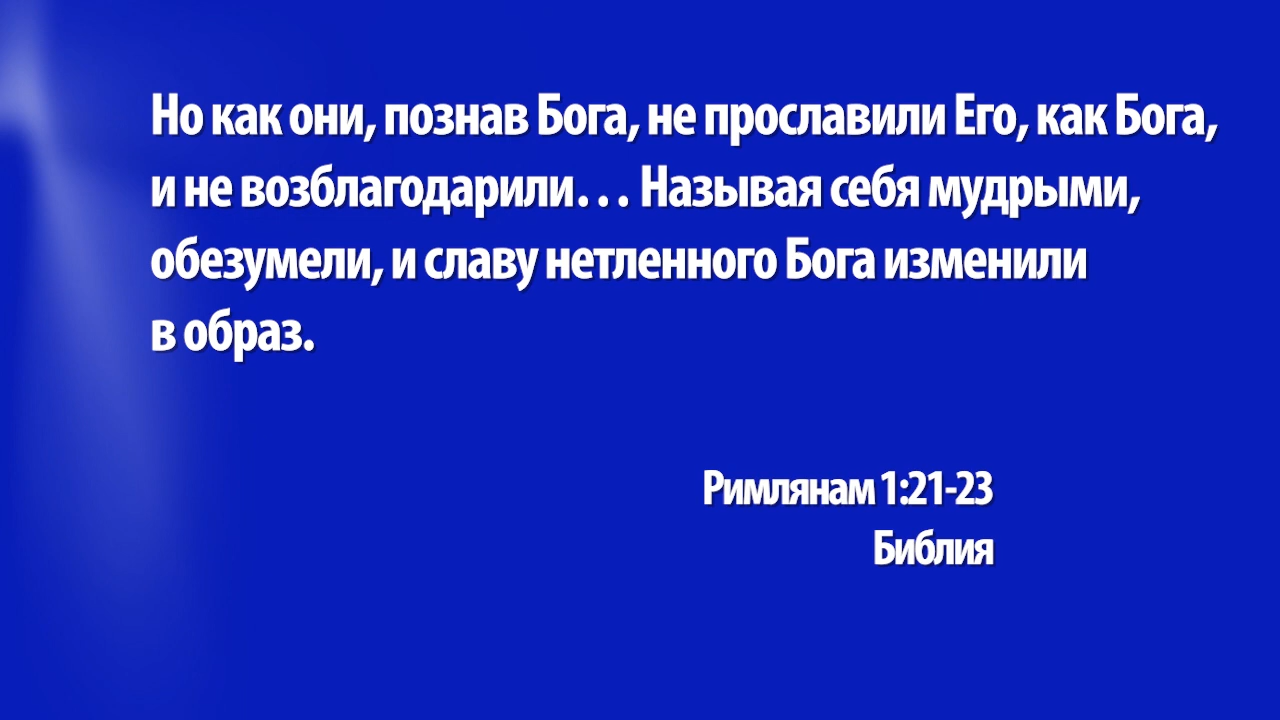 Но как они, познав Бога, не прославили Его, как Бога,
и не возблагодарили. . . Называя себя мудрыми,
обезумели, и славу нетленного Бога изменили
в образ.
Римлянам 1:21-23
Библия